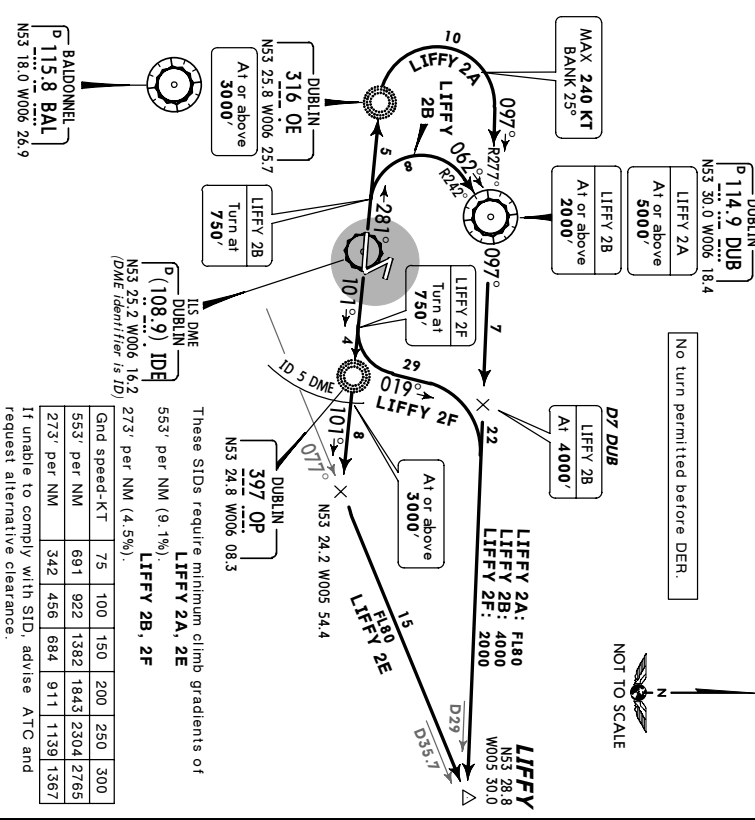 DUBLIN
D 114.9 DUB
N53 30.0 W006 18.4
LIFFY 2A
At or above
5000'
LIFFY 2B
At or above
2000'
No turn permitted before DER.
N
NOT TO SCALE
MAX 240 KT
BANK 25°
10
LIFFY 2A
097°
R277°
LIFFY
2B
8
062°
R242°
097°
7
D7 DUB
LIFFY 2B
At 4000'
22
LIFFY 2A: FL80
LIFFY 2B: 4000
LIFFY 2F: 2000
LIFFY
N53 28.8
W005 30.0
D29
D35.7
DUBLIN
316 OE
N53 25.8 W006 25.7
At or above
3000'
5
281°
LIFFY 2B
Turn at
750'
LIFFY 2F
Turn at
750'
101°
4
29
019°
LIFFY 2F
ID 5 DME
101°
8
077°
At or above
3000'
N53 24.2 W005 54.4
15
FL80
LIFFY 2E
DUBLIN
397 OP
N53 24.8 W006 08.3
BALDONNEL
D 115.8 BAL
N53 18.0 W006 26.9
ILS DME
DUBLIN
D (108.9) IDE
N53 25.2 W006 16.2
(DME identifier is ID)
These SIDs require minimum climb gradients of
LIFFY 2A, 2E
553' per NM (9.1%).
LIFFY 2B, 2F
273' per NM (4.5%).
Gnd speed-KT 75 100 150 200 250 300
553' per NM 691 922 1382 1843 2304 2765
273' per NM 342 456 684 911 1139 1367
If unable to comply with SID, advise ATC and
request alternative clearance.